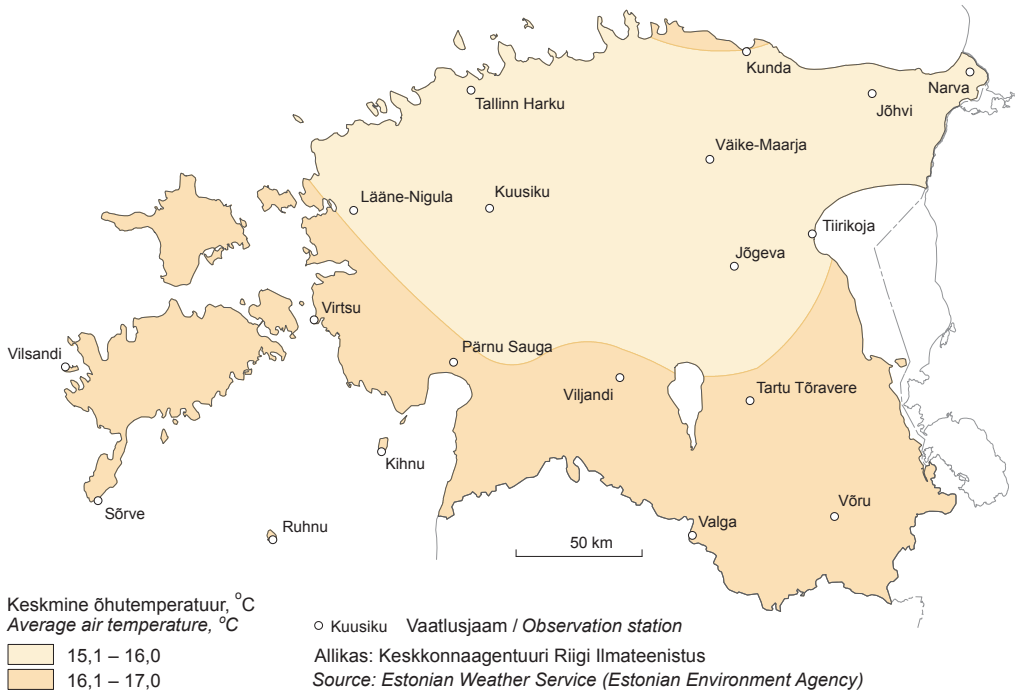 Kunda
Narva
Tallinn Harku
Jõhvi
Väike-Maarja
Lääne-Nigula
Kuusiku
Tiirikoja
Jõgeva
Virtsu
Vilsandi
Pärnu Sauga
Viljandi
Tartu Tõravere
Kihnu
Sõrve
Ruhnu
Võru
Valga
50 km
Keskmine õhutemperatuur, °C
Average air temperature, °C
15,1 – 16,0
16,1 – 17,0
Kuusiku Vaatlusjaam / Observation station
Allikas: Keskkonnaagentuuri Riigi Ilmateenistus
Source: Estonian Weather Service (Estonian Environment Agency)